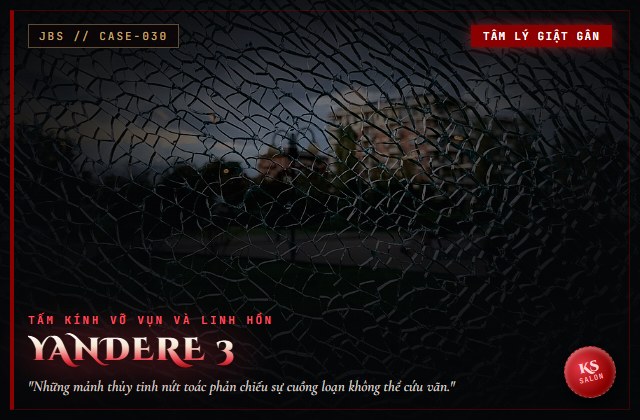 JBS // CASE-030
TÂM LÝ GIẬT GÂN
TẤM KÍNH VỠ VỤN VÀ LINH HỒN
YANDERE 3
"Những mảnh thủy tinh nứt toác phản chiếu sự cuồng loạn không thể cứu vãn."
KS
SALON